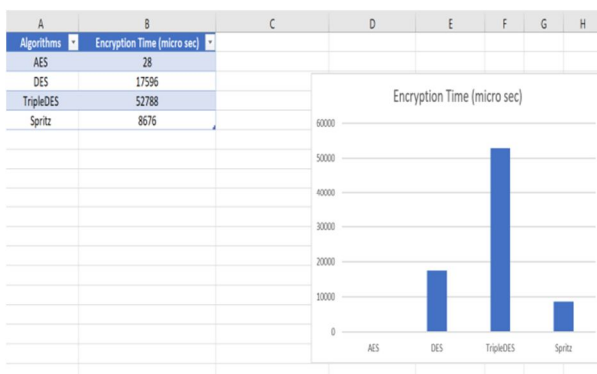 A B C D E F G H
Algorithms Encryption Time (micro sec)
AES 28
DES 17596
TripleDES 52788
Spritz 8676
Encryption Time (micro sec)
60000
50000
40000
30000
20000
10000
0
AES DES TripleDES Spritz